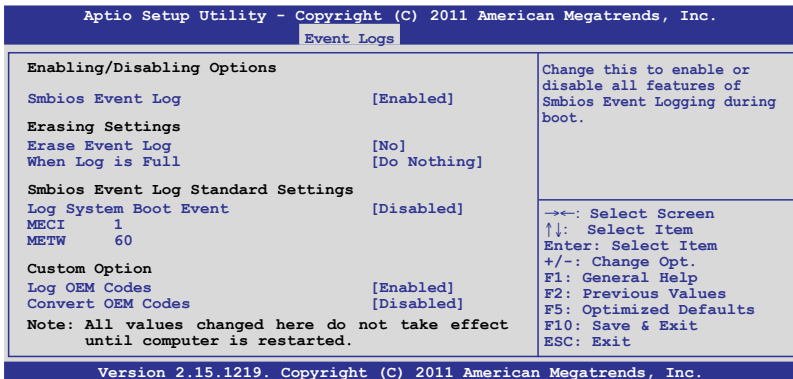 Aptio Setup Utility - Copyright (C) 2011 American Megatrends, Inc.
Event Logs
Enabling/Disabling Options
Smbios Event Log [Enabled]
Erasing Settings
Erase Event Log [No]
When Log is Full [Do Nothing]
Smbios Event Log Standard Settings
Log System Boot Event [Disabled]
MECI 1
METW 60
Custom Option
Log OEM Codes [Enabled]
Convert OEM Codes [Disabled]
Note: All values changed here do not take effect
until computer is restarted.
Change this to enable or
disable all features of
Smbios Event Logging during
boot.
→←: Select Screen
↑↓: Select Item
Enter: Select Item
+/-: Change Opt.
F1: General Help
F2: Previous Values
F5: Optimized Defaults
F10: Save & Exit
ESC: Exit
Version 2.15.1219. Copyright (C) 2011 American Megatrends, Inc.